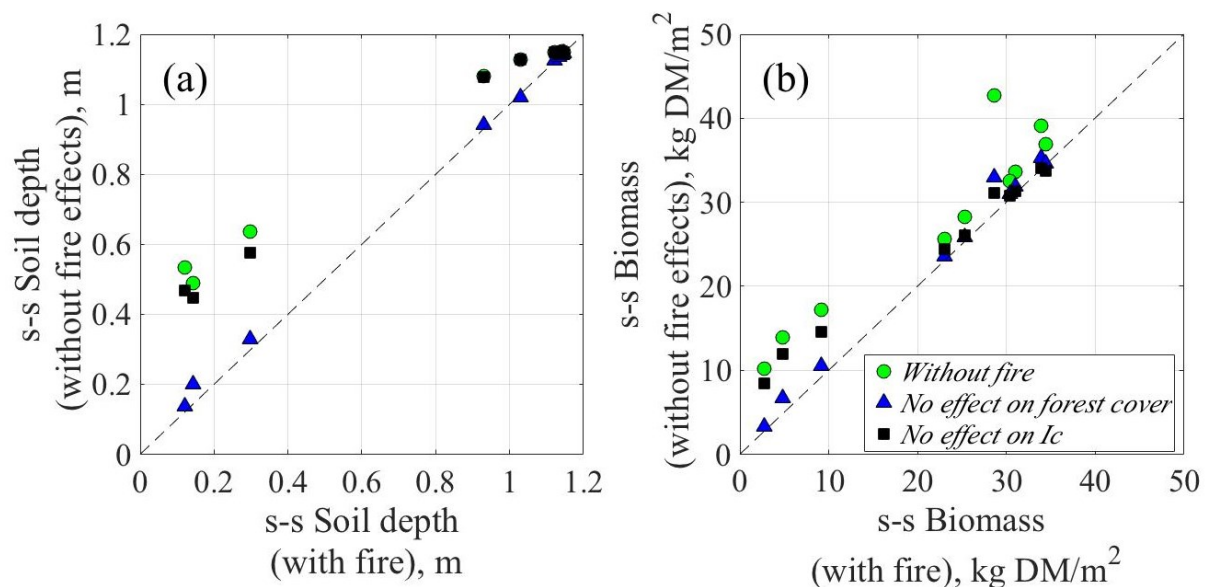 (a)
s-s Soil depth
(without fire effects), m
1.2
1
0.8
0.6
0.4
0.2
0
0
0.2
0.4
0.6
0.8
1
1.2
s-s Soil depth
(with fire), m
(b)
s-s Biomass
(without fire effects), kg DM/m²
50
40
30
20
10
0
0
10
20
30
40
50
Without fire
No effect on forest cover
No effect on Ic
s-s Biomass
(with fire), kg DM/m²